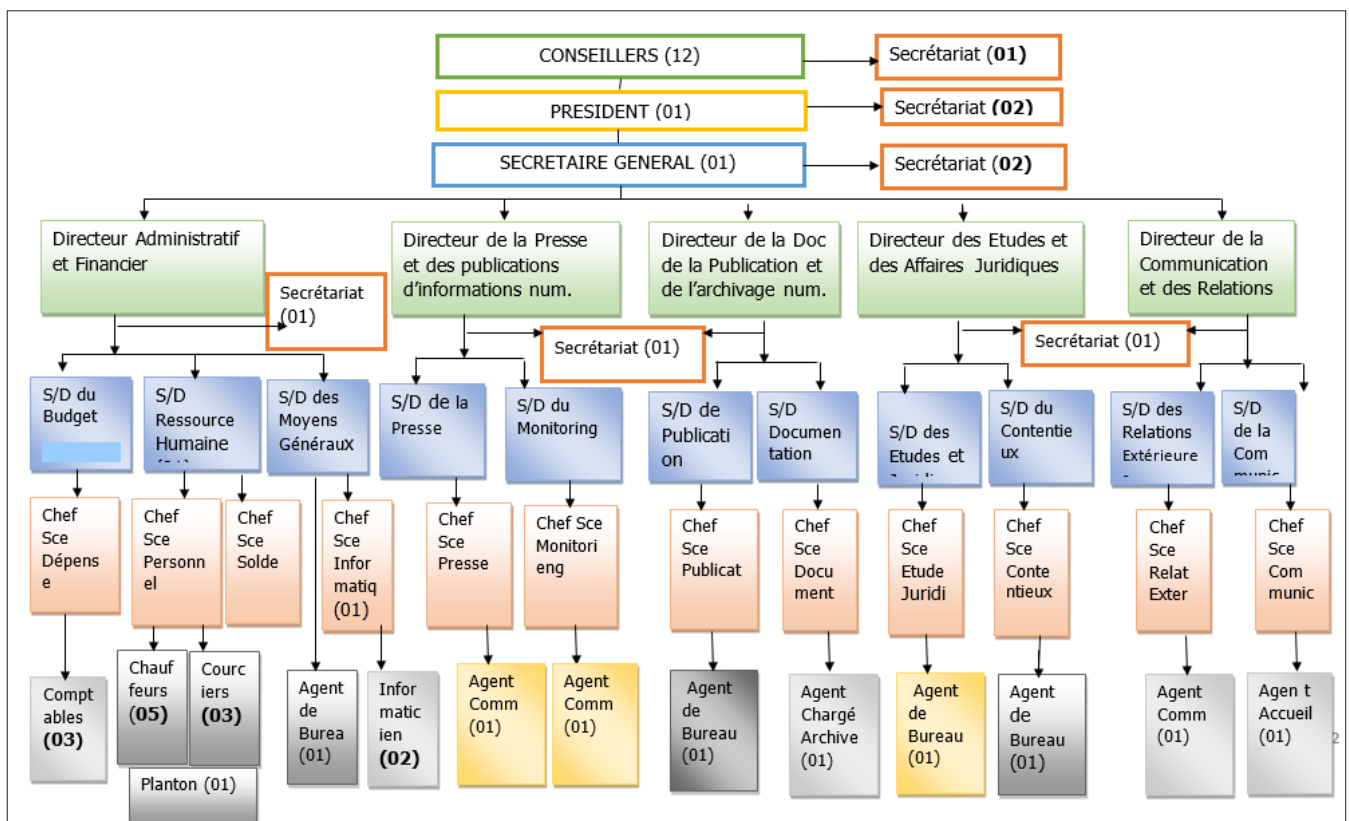 CONSEILLERS (12)
Secrétariat (01)
PRESIDENT (01)
Secrétariat (02)
SECRETAIRE GENERAL (01)
Secrétariat (02)
Directeur Administratif
et Financier
Directeur de la Presse
et des publications
d'informations num.
Directeur de la Doc
de la Publication et
de l'archivage num.
Directeur des Etudes et
des Affaires Juridiques
Directeur de la
Communication
et des Relations
Secrétariat
(01)
Secrétariat (01)
Secrétariat (01)
S/D du
Budget
S/D
Ressource
Humaine
S/D des
Moyens
Généraux
S/D de la
Presse
S/D du
Monitoring
S/D de
Publicati
on
S/D
Documen
tation
S/D des
Etudes et
S/D du
Contentie
ux
S/D des
Relations
Extérieure
S/D
de la
Com
munic
Chef
Sce
Dépens
e
Chef
Sce
Personn
el
Chef
Sce
Solde
Chef
Sce
Infor
matiq
(01)
Chef
Sce
Presse
Chef Sce
Monitori
eng
Chef
Sce
Publicat
Chef
Sce
Docu
ment
Chef
Sce
Etude
Juridi
Chef
Sce
Conte
ntieux
Chef
Sce
Relat
Exter
Chef
Sce
Com
munic
Compt
ables
(03)
Chauf
feurs
(05)
Courc
iers
(03)
Planton (01)
Agent
de
Burea
(01)
Infor
maticc
ien
(02)
Agent
Comm
(01)
Agent
Comm
(01)
Agent
de
Bureau
(01)
Agent
Chargé
Archive
(01)
Agent
de
Bureau
(01)
Agent
de
Bureau
(01)
Agent
Comm
(01)
Agen t
Accueil
(01)
2